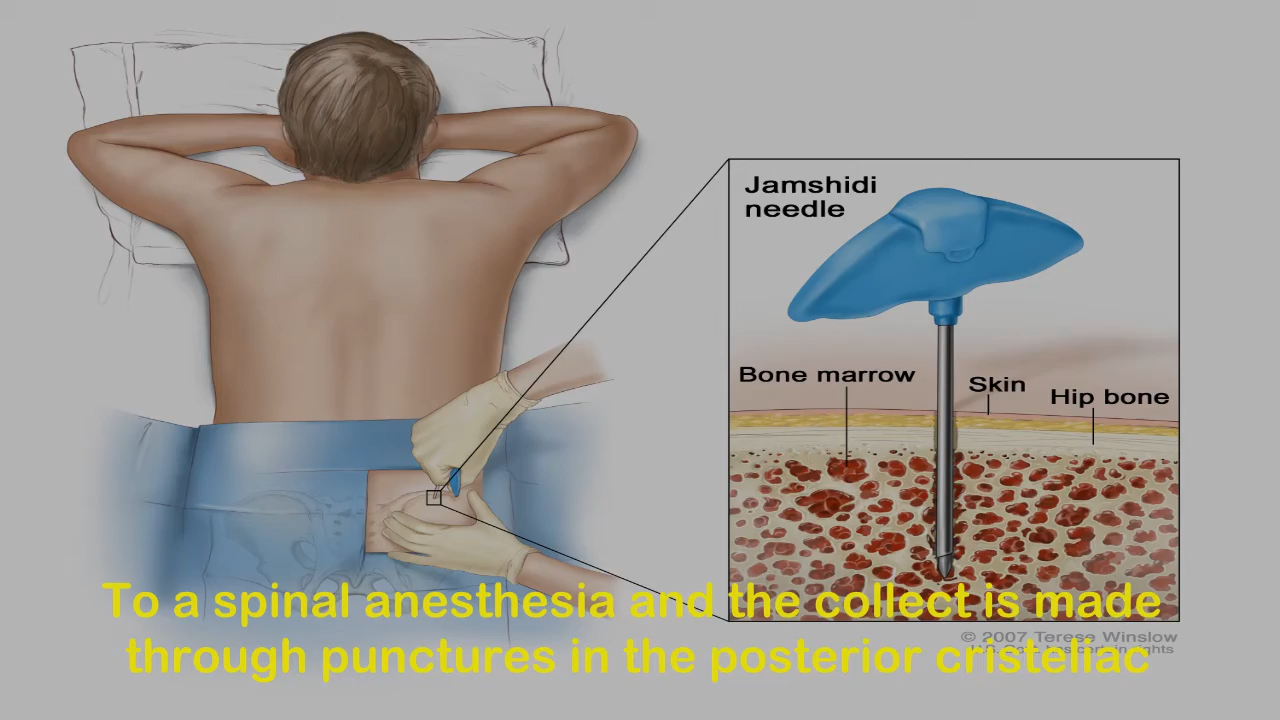 Jamshidi
needle
Bone marrow
Skin
Hip bone
To a spinal anesthesia and the collect is made
© 2007 Terese Winslow
through punctures in the posterior cristeliac